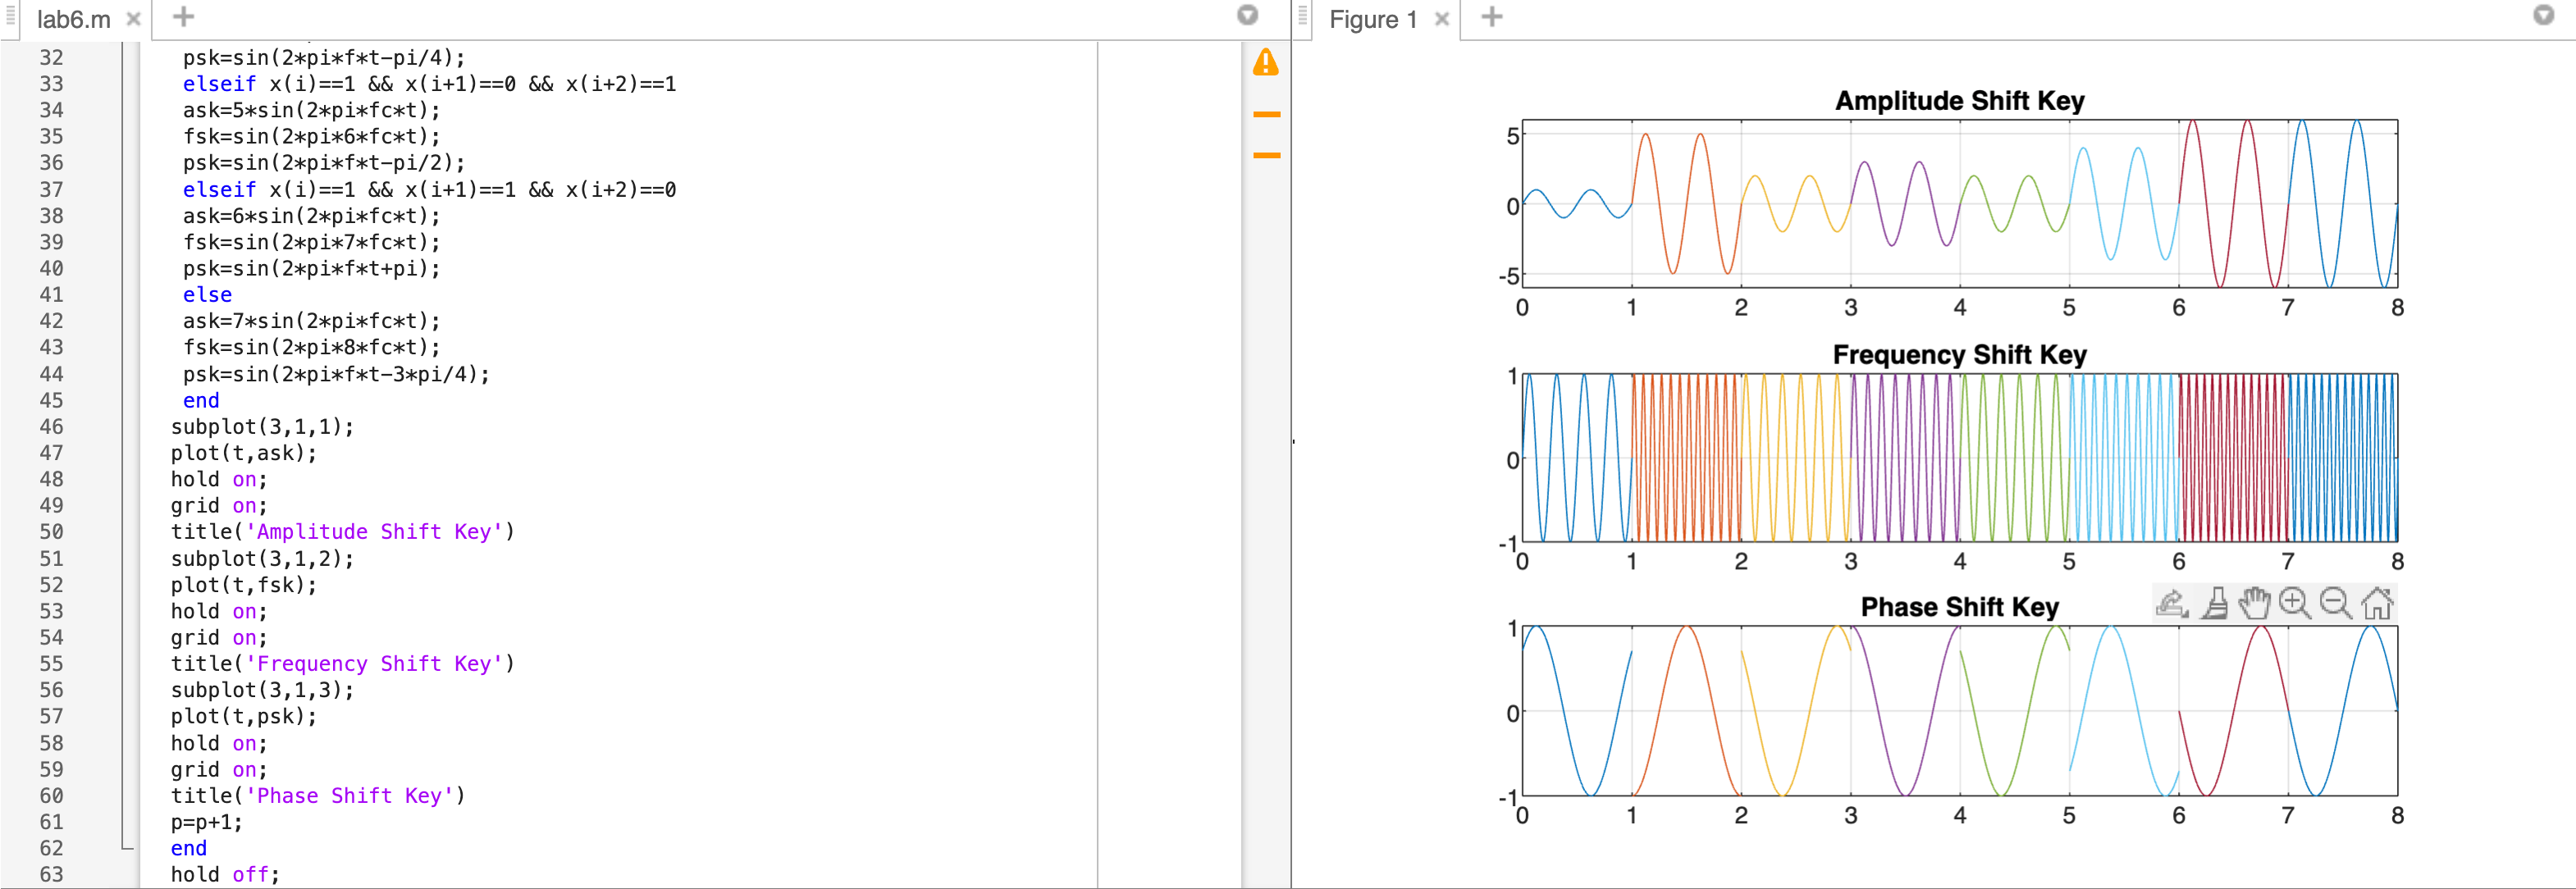 lab6.m
32 psk=sin(2*pi*f*t-pi/4);
33 elseif x(i)==1 && x(i+1)==0 && x(i+2)==1
34 ask=5*sin(2*pi*fc*t);
35 fsk=sin(2*pi*6*fc*t);
36 psk=sin(2*pi*f*t-pi/2);
37 elseif x(i)==1 && x(i+1)==1 && x(i+2)==0
38 ask=6*sin(2*pi*fc*t);
39 fsk=sin(2*pi*7*fc*t);
40 psk=sin(2*pi*f*t+pi);
41 else
42 ask=7*sin(2*pi*fc*t);
43 fsk=sin(2*pi*8*fc*t);
44 psk=sin(2*pi*f*t-3*pi/4);
45 end
46 subplot(3,1,1);
47 plot(t,ask);
48 hold on;
49 grid on;
50 title('Amplitude Shift Key')
51 subplot(3,1,2);
52 plot(t,fsk);
53 hold on;
54 grid on;
55 title('Frequency Shift Key')
56 subplot(3,1,3);
57 plot(t,psk);
58 hold on;
59 grid on;
60 title('Phase Shift Key')
61 p=p+1;
62 end
63 hold off;
Figure 1
Amplitude Shift Key
5
0
-5
0 1 2 3 4 5 6 7 8
Frequency Shift Key
1
0
-1
0 1 2 3 4 5 6 7 8
Phase Shift Key
1
0
-1
0 1 2 3 4 5 6 7 8